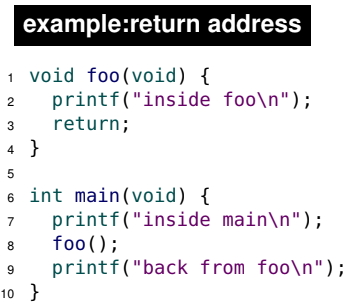 example:return address
1 void foo(void) {
2   printf("inside foo\n");
3   return;
4 }
5
6 int main(void) {
7   printf("inside main\n");
8   foo();
9   printf("back from foo\n");
10 }